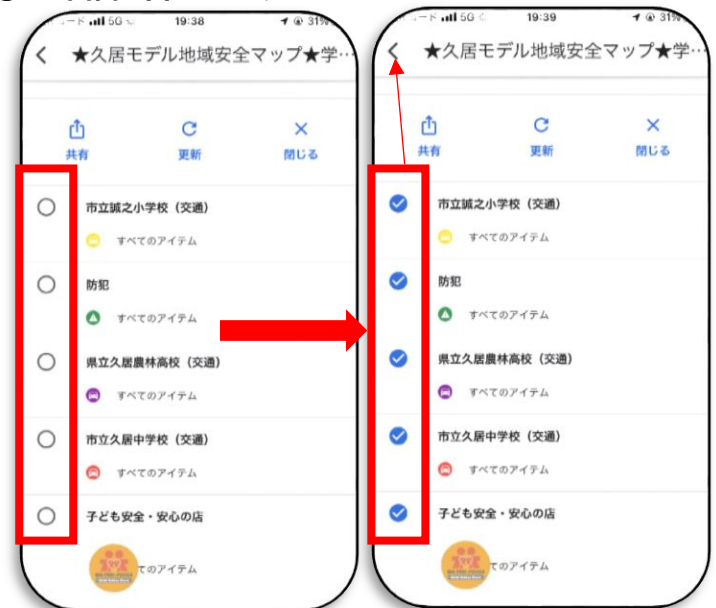 5G 19:38 31%
★久居モデル地域安全マップ★学…
共有 更新 閉じる
市立誠之小学校（交通）
すべてのアイテム
防犯
すべてのアイテム
県立久居農林高校（交通）
すべてのアイテム
市立久居中学校（交通）
すべてのアイテム
子ども安全・安心の店
てのアイテム
5G 19:39 31%
★久居モデル地域安全マップ★学…
共有 更新 閉じる
市立誠之小学校（交通）
すべてのアイテム
防犯
すべてのアイテム
県立久居農林高校（交通）
すべてのアイテム
市立久居中学校（交通）
すべてのアイテム
子ども安全・安心の店
てのアイテム